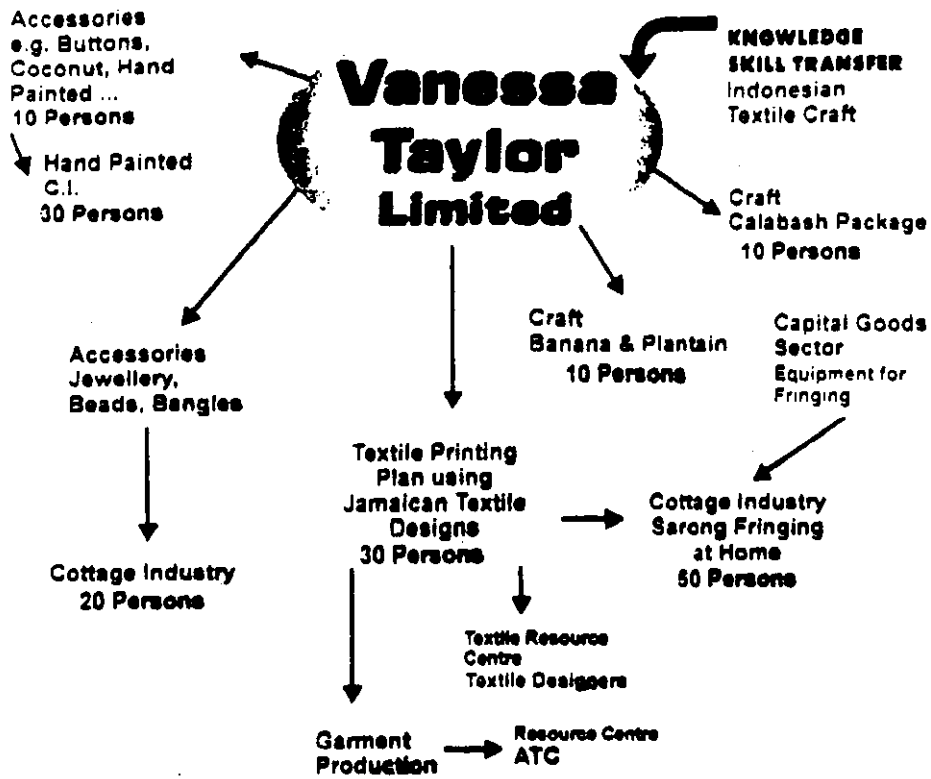 Accessories
e.g. Buttons,
Coconut, Hand
Painted ...
10 Persons
Hand Painted
C.I.
30 Persons
Vanessa
Taylor
Limited
KNOWLEDGE
SKILL TRANSFER
Indonesian
Textile Craft
Craft
Calabash Package
10 Persons
Accessories
Jewellery,
Beads, Bangles
Craft
Banana & Plantain
10 Persons
Capital Goods
Sector
Equipment for
Fringing
Textile Printing
Plan using
Jamaican Textile
Designs
30 Persons
Cottage Industry
Sarong Fringing
at Home
50 Persons
Cottage Industry
20 Persons
Textile Resource
Centre
Textile Designers
Garment
Production
Resource Centre
ATC